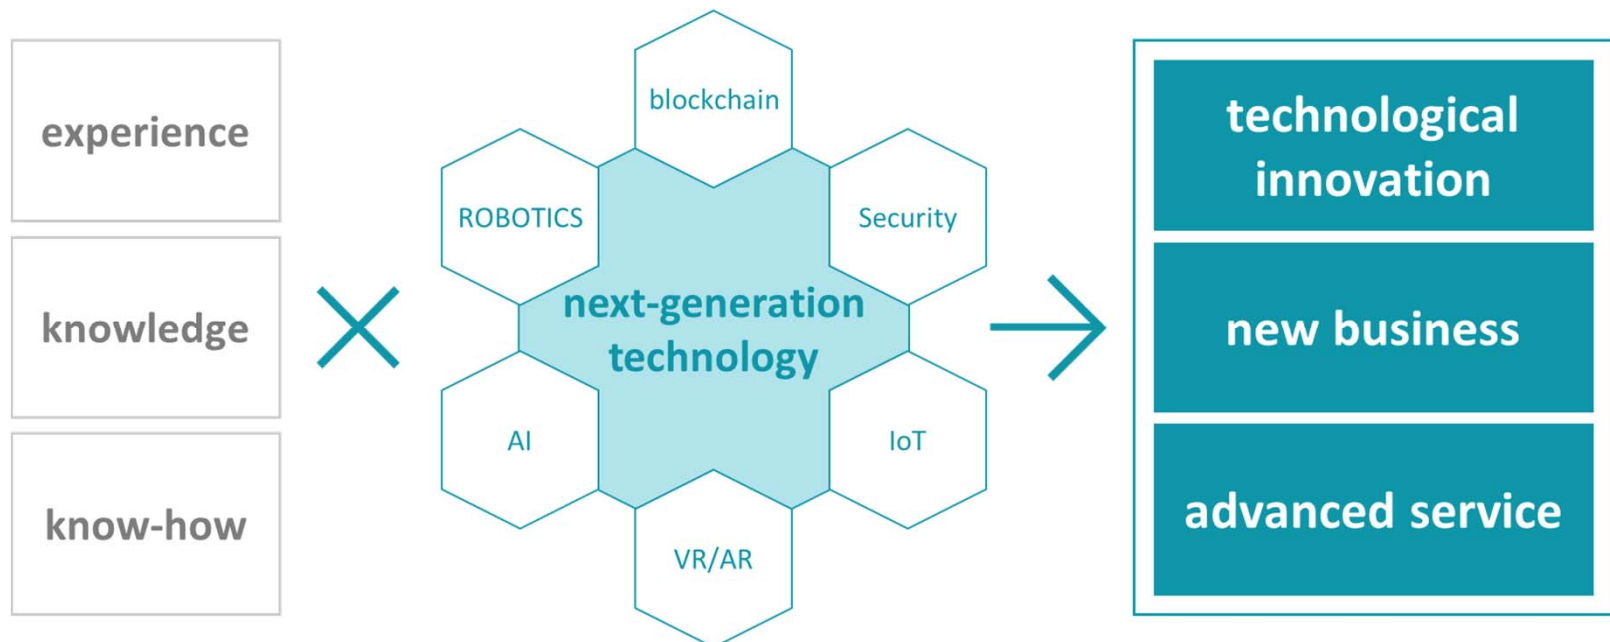 experience
knowledge
know-how
blockchain
ROBOTICS
Security
next-generation
technology
AI
IoT
VR/AR
technological
innovation
new business
advanced service